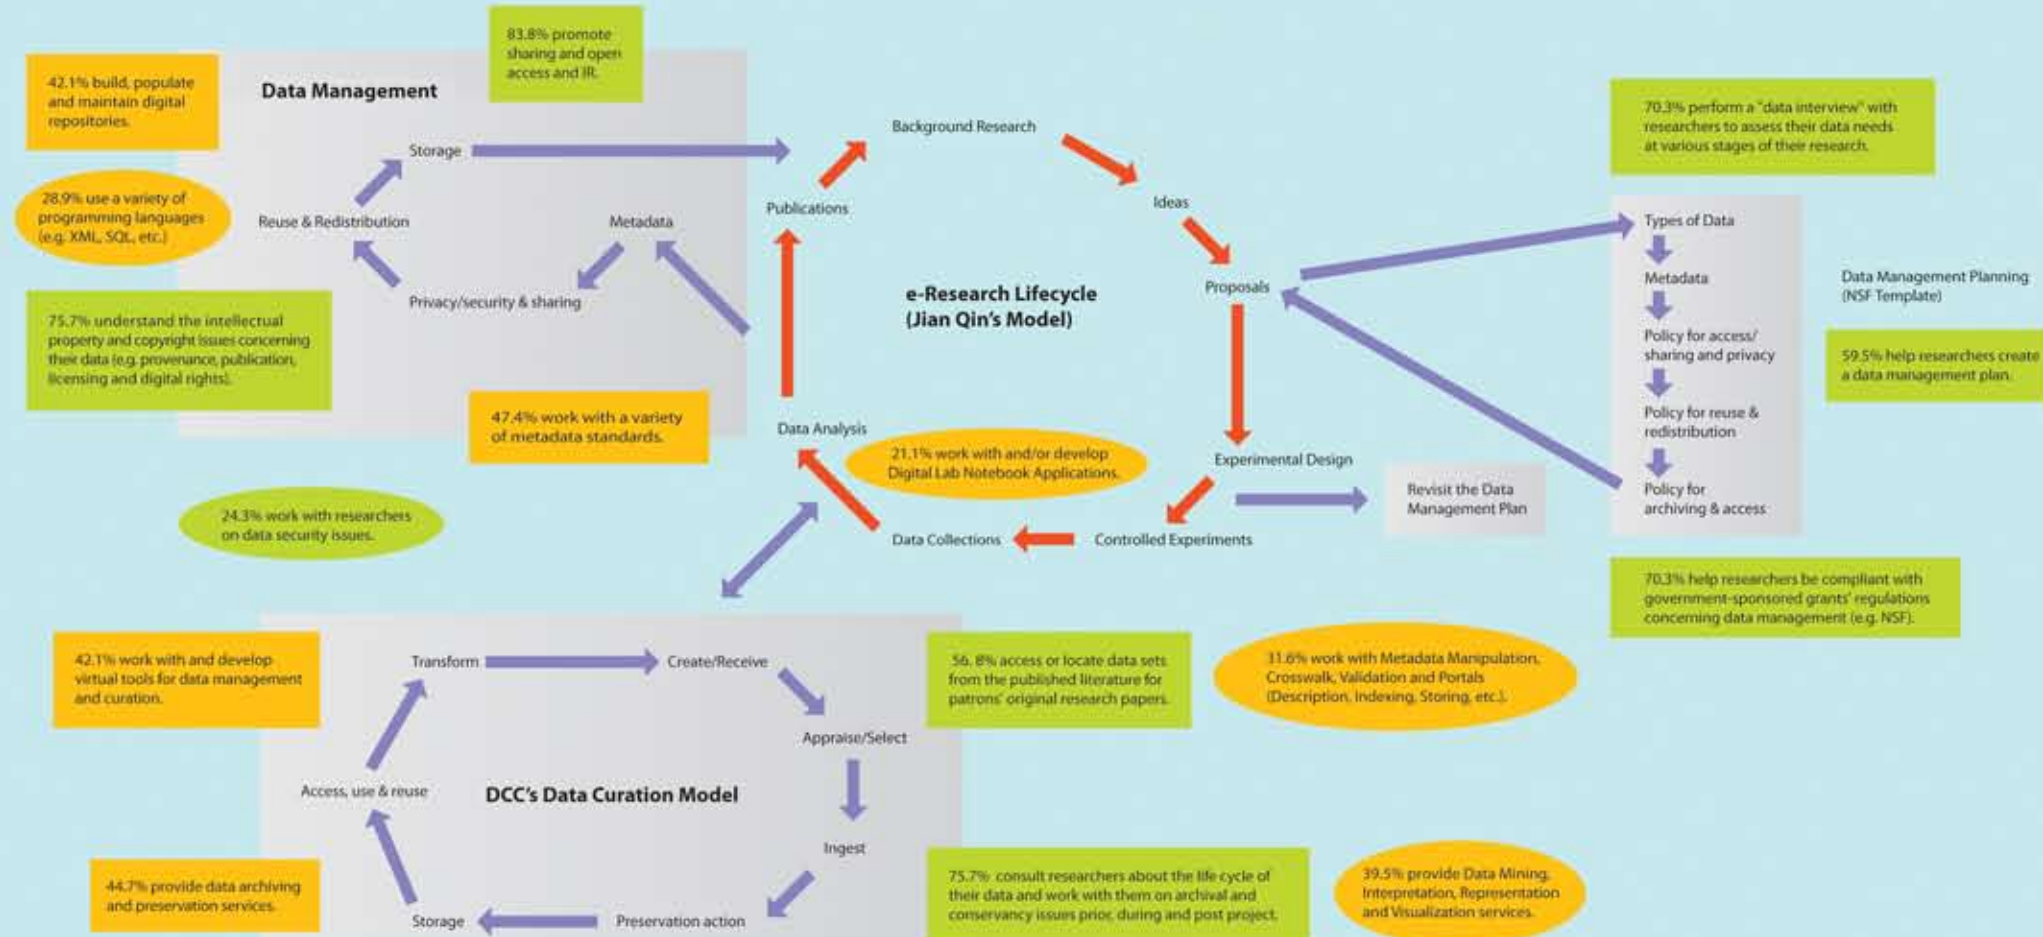 83.8% promote
sharing and open
access and IR.
42.1% build, populate
and maintain digital
repositories.
Data Management
Storage
28.9% use a variety of
programming languages
(e.g. XML, SQL, etc.)
Reuse & Redistribution
Metadata
Privacy/security & sharing
75.7% understand the intellectual
property and copyright issues concerning
their data (e.g. provenance, publication,
licensing and digital rights).
47.4% work with a variety
of metadata standards.
24.3% work with researchers
on data security issues.
Background Research
Publications
Ideas
e-Research Lifecycle
(Jian Qin's Model)
Proposals
Data Analysis
21.1% work with and/or develop
Digital Lab Notebook Applications.
Experimental Design
Data Collections
Controlled Experiments
Revisit the Data
Management Plan
70.3% perform a "data interview" with
researchers to assess their data needs
at various stages of their research.
Types of Data
Metadata
Policy for access/
sharing and privacy
Policy for reuse &
redistribution
Policy for
archiving & access
Data Management Planning
(NSF Template)
59.5% help researchers create
a data management plan.
70.3% help researchers be compliant with
government-sponsored grants' regulations
concerning data management (e.g. NSF).
42.1% work with and develop
virtual tools for data management
and curation.
Transform
Create/Receive
Appraise/Select
Access, use & reuse
DCC's Data Curation Model
Ingest
Storage
Preservation action
44.7% provide data archiving
and preservation services.
56. 8% access or locate data sets
from the published literature for
patrons' original research papers.
31.6% work with Metadata Manipulation,
Crosswalk, Validation and Portals
(Description, Indexing, Storing, etc.).
75.7% consult researchers about the life cycle of
their data and work with them on archival and
conservancy issues prior, during and post project.
39.5% provide Data Mining,
Interpretation, Representation
and Visualization services.